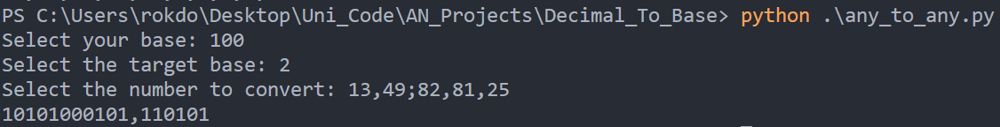 PS C:\Users\rokdo\Desktop\Uni_Code\AN_Projects\Decimal_To_Base> python .\any_to_any.py
Select your base: 100
Select the target base: 2
Select the number to convert: 13,49;82,81,25
10101000101,110101